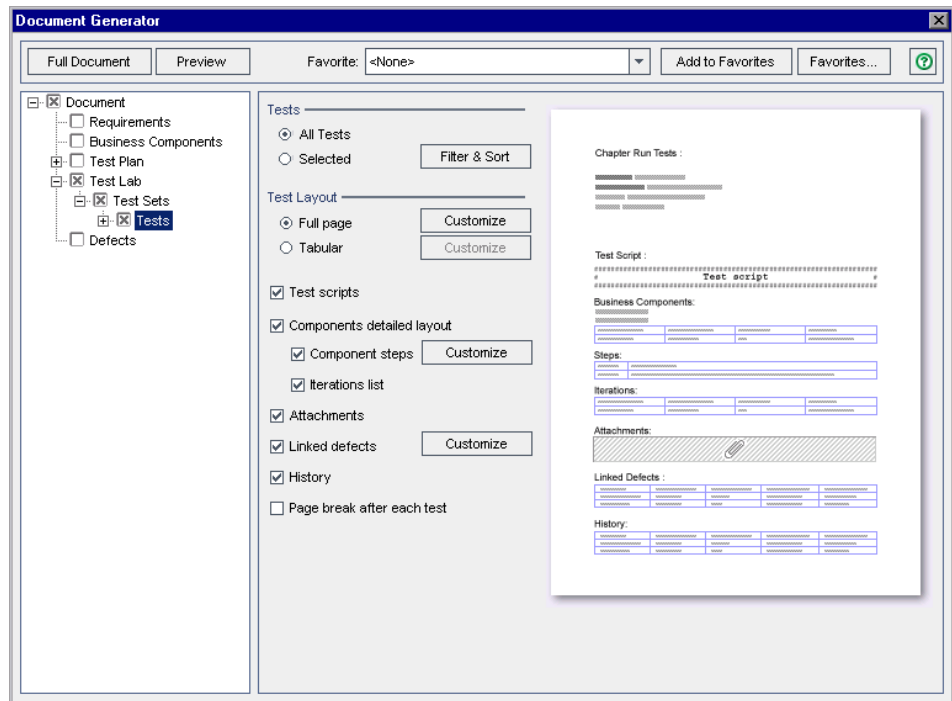 Document Generator
Full Document Preview Favorite: <None> Add to Favorites Favorites...
Document
Requirements
Business Components
Test Plan
Test Lab
Test Sets
Tests
Defects
Tests
All Tests
Selected Filter & Sort
Test Layout
Full page Customize
Tabular Customize
Test scripts
Components detailed layout
Component steps Customize
Iterations list
Attachments
Linked defects Customize
History
Page break after each test
Chapter Run Tests :
Test Script :
################################################################
# Test script #
################################################################
Business Components:
Steps:
Iterations:
Attachments:
Linked Defects :
History: